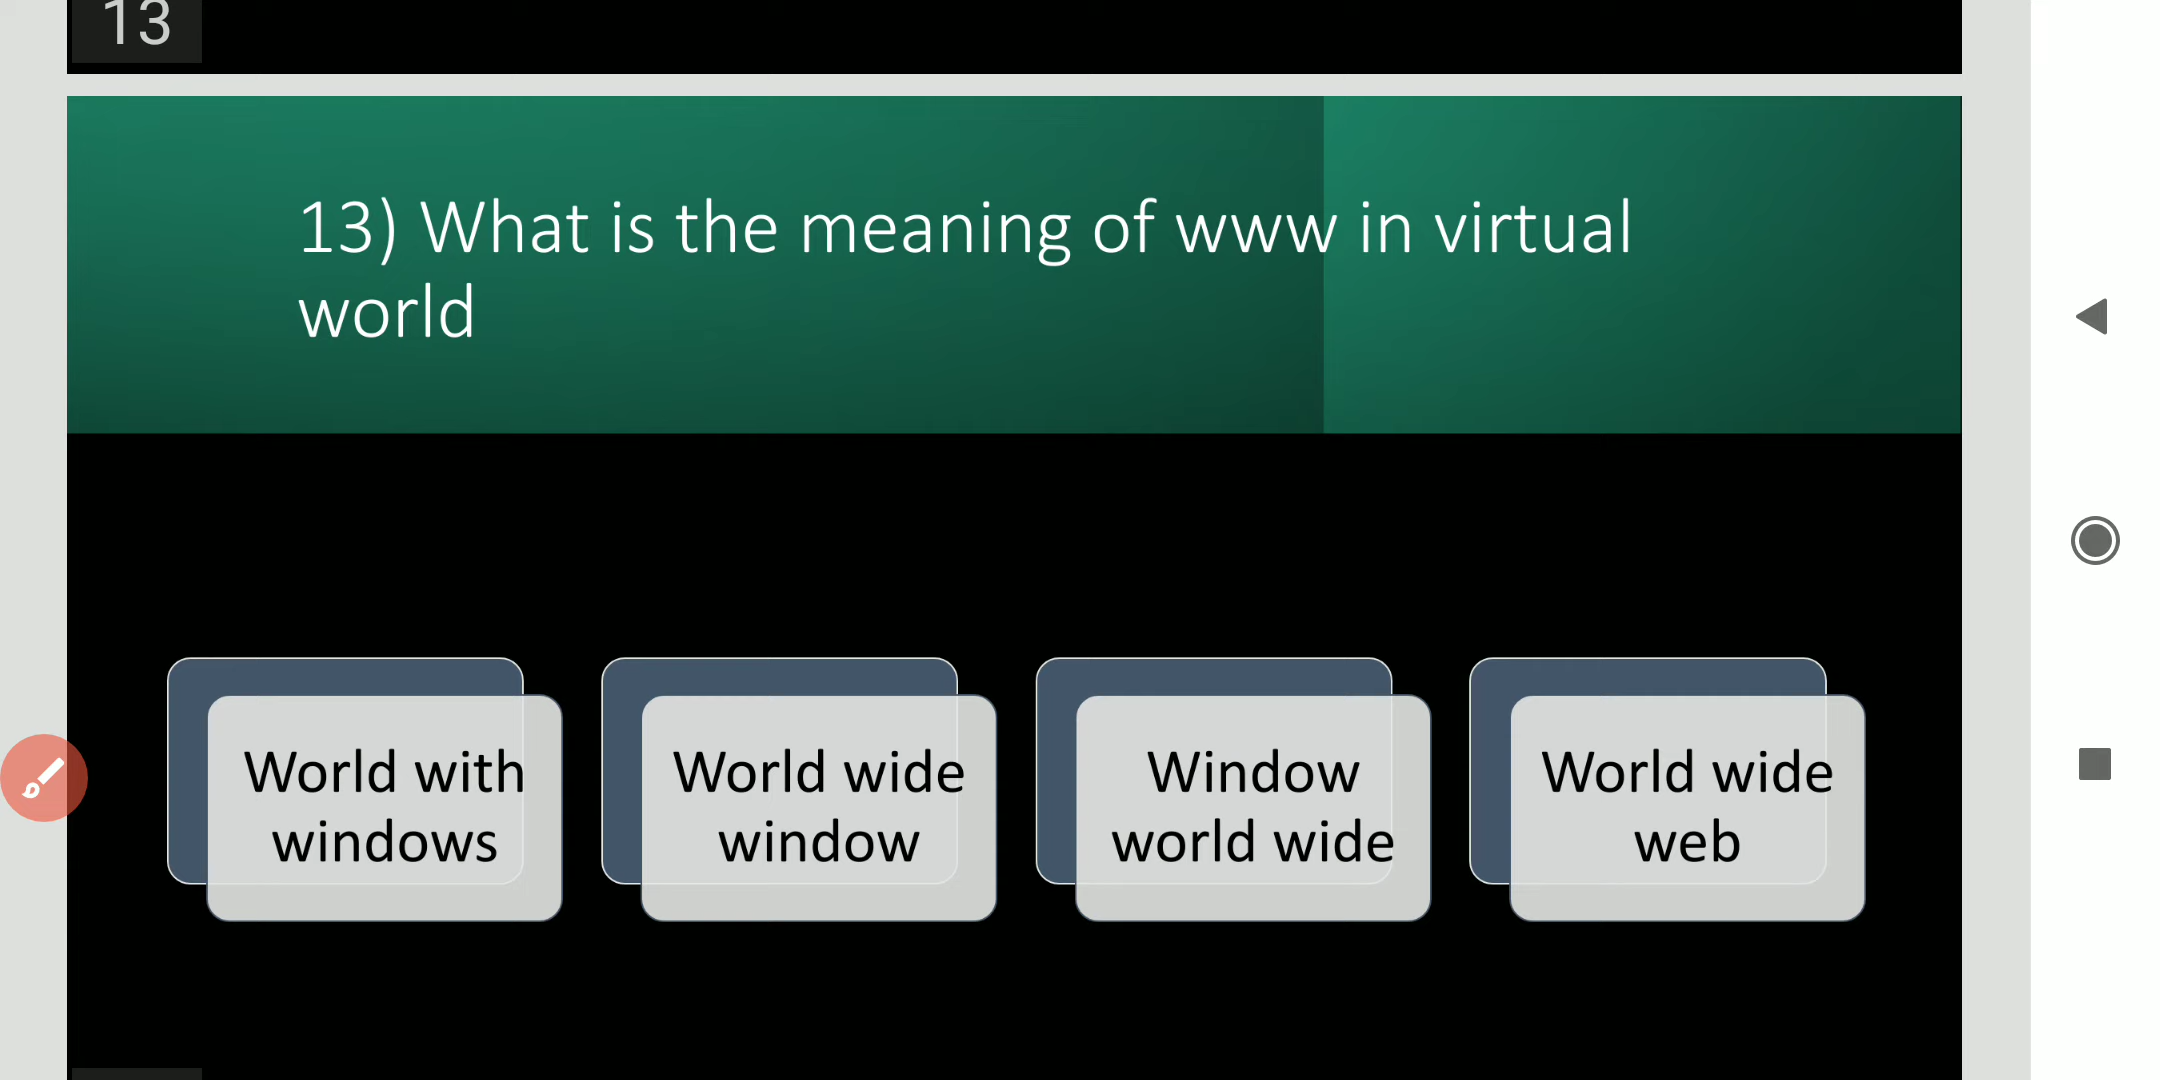 13
13) What is the meaning of www in virtual
world
World with
windows
World wide
window
Window
world wide
World wide
web